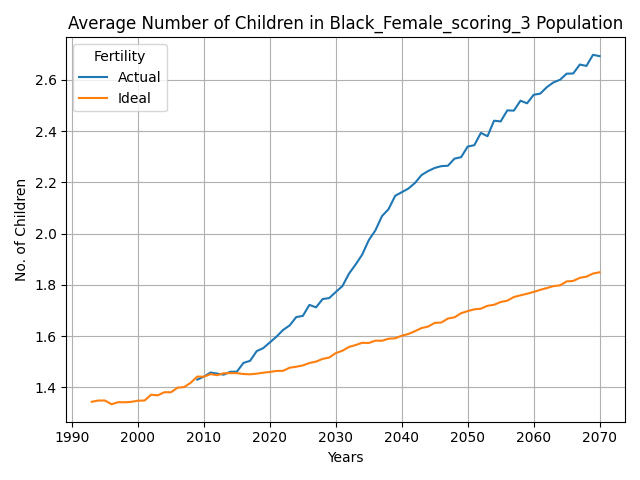 Average Number of Children in Black_Female_scoring_3 Population
Fertility
Actual
Ideal
No. of Children
2.6
2.4
2.2
2.0
1.8
1.6
1.4
1990 2000 2010 2020 2030 2040 2050 2060 2070
Years